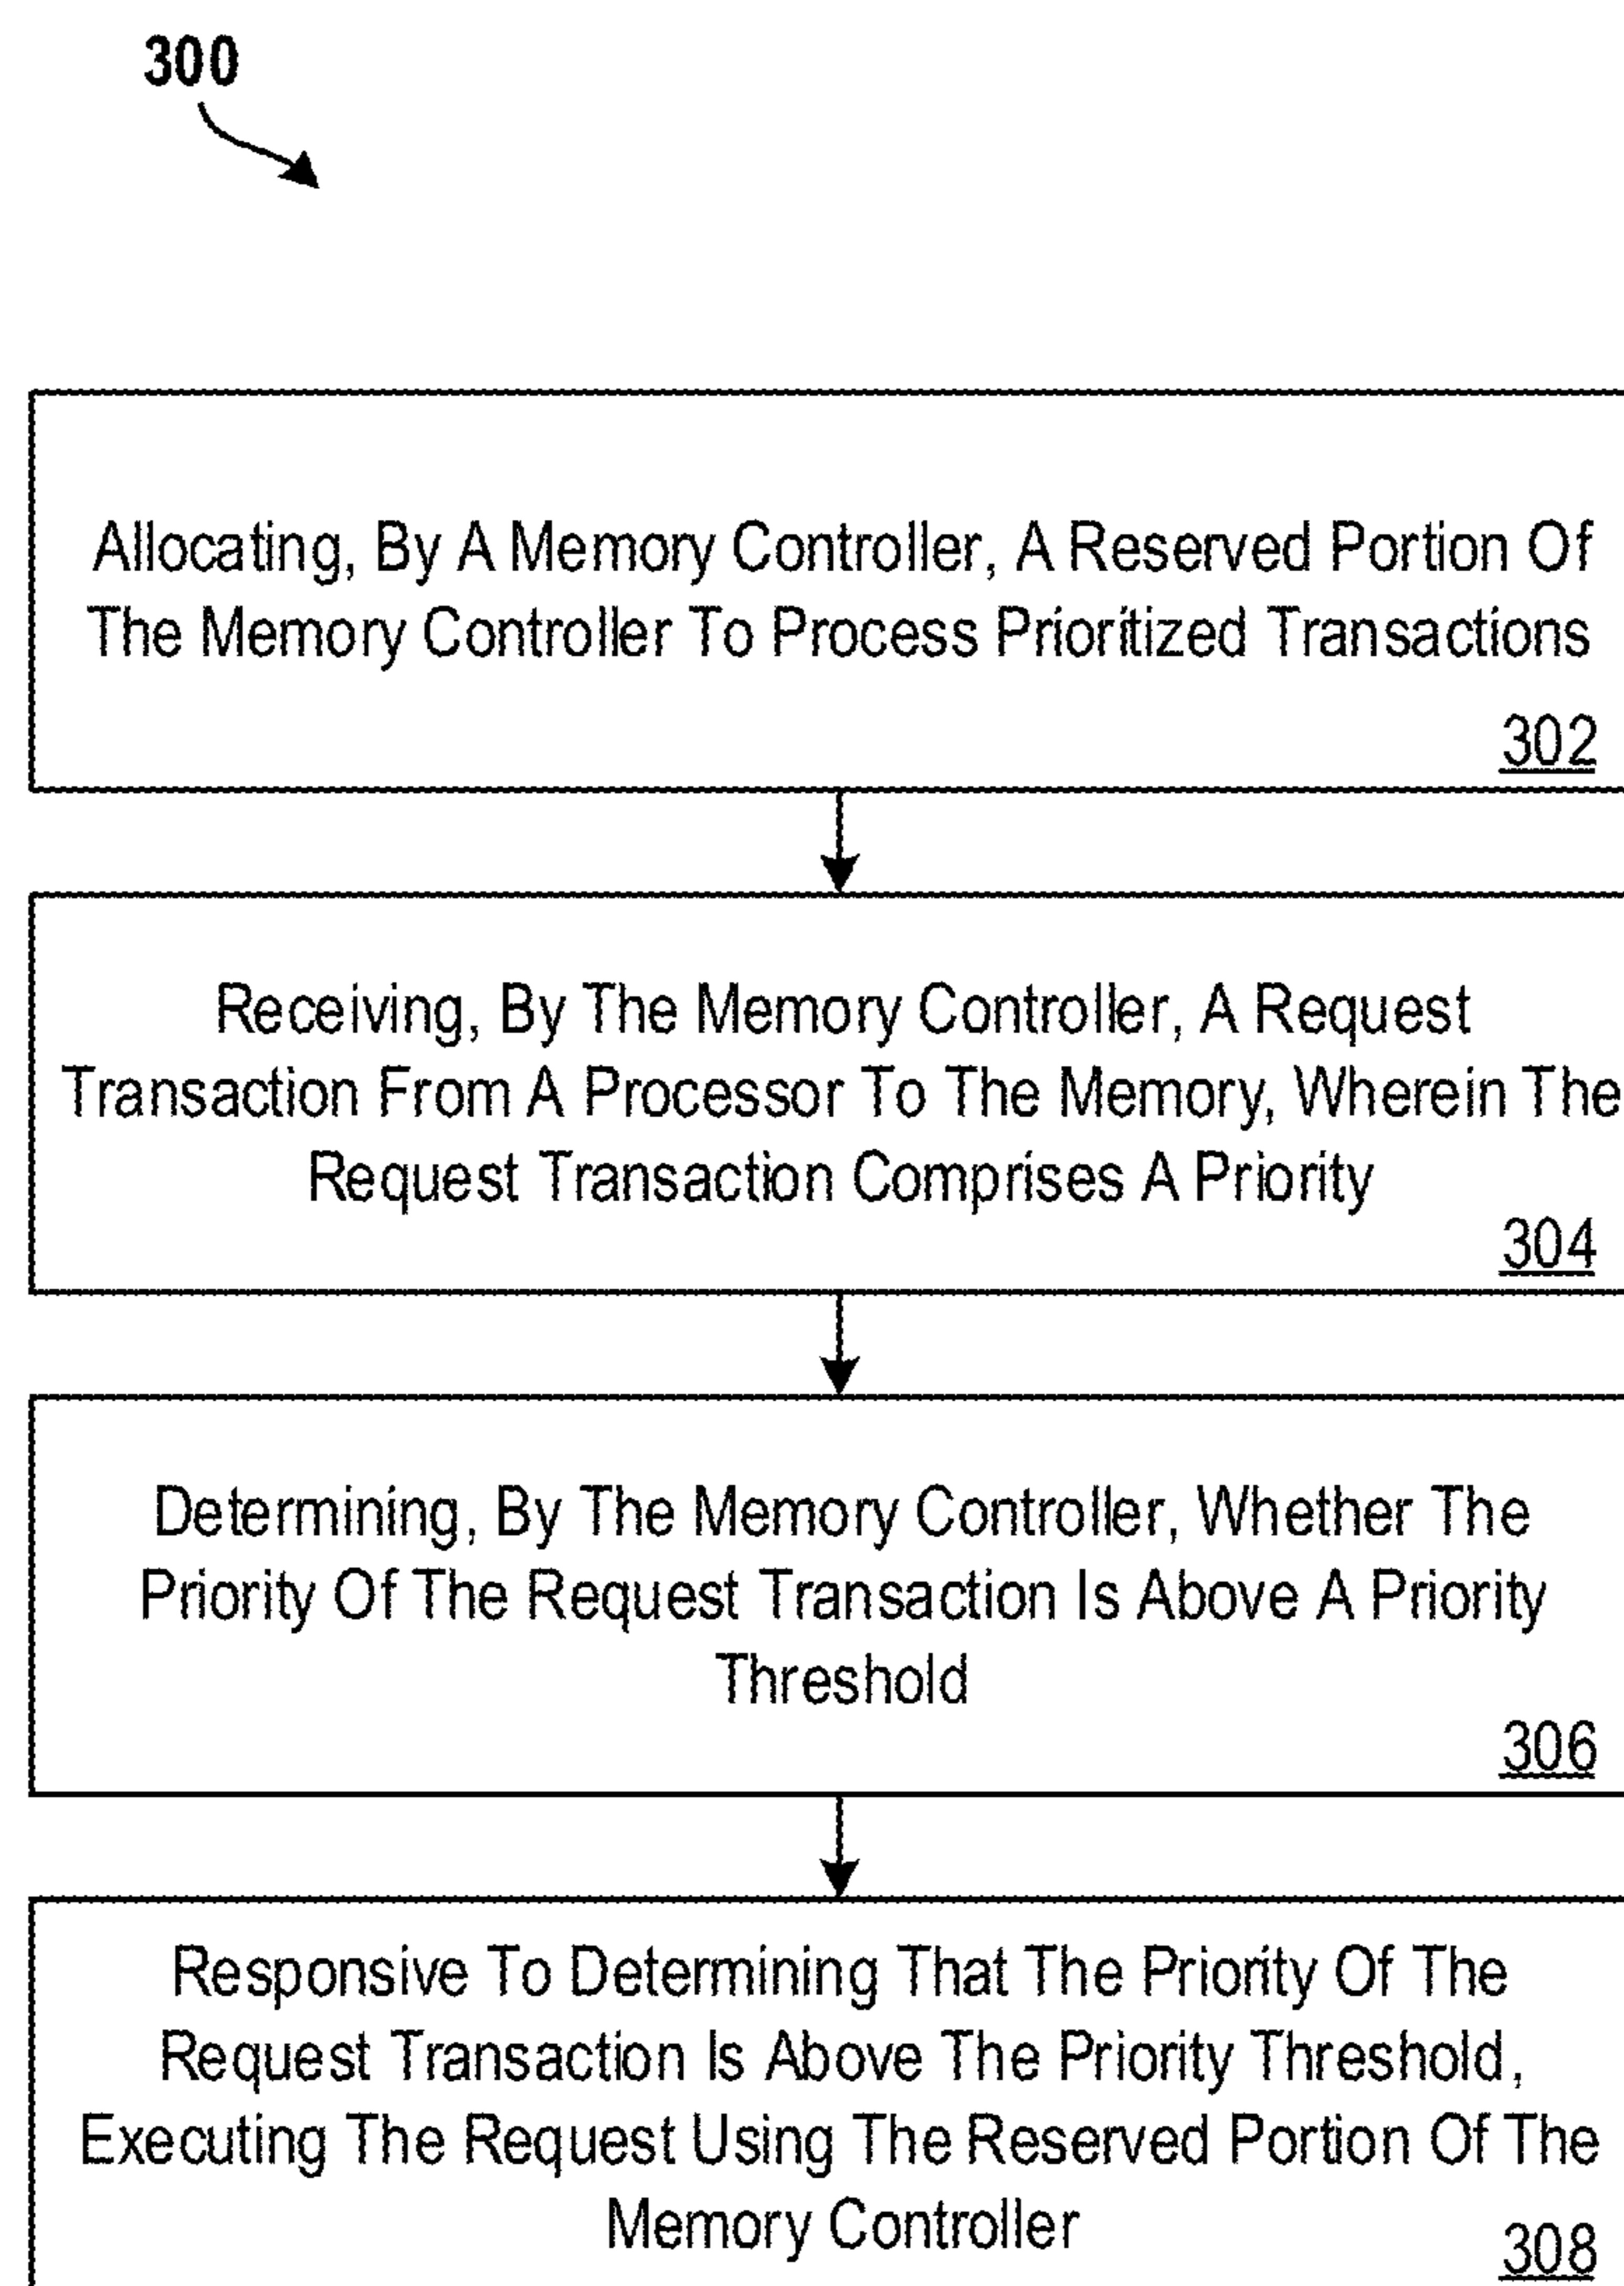 300
Allocating, By A Memory Controller, A Reserved Portion Of
The Memory Controller To Process Prioritized Transactions
302
Receiving, By The Memory Controller, A Request
Transaction From A Processor To The Memory, Wherein The
Request Transaction Comprises A Priority
304
Determining, By The Memory Controller, Whether The
Priority Of The Request Transaction Is Above A Priority
Threshold
306
Responsive To Determining That The Priority Of The
Request Transaction Is Above The Priority Threshold,
Executing The Request Using The Reserved Portion Of The
Memory Controller
308